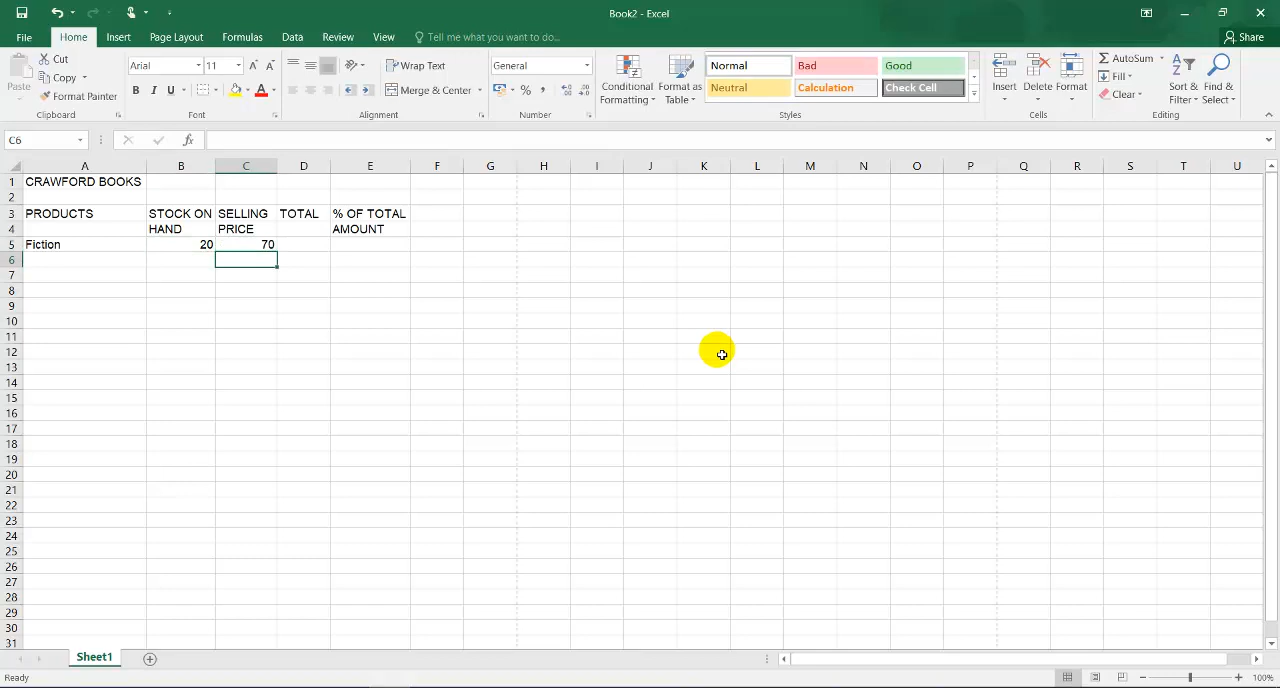 Book2 - Excel
File Home Insert Page Layout Formulas Data Review View Tell me what you want to do... Share
Cut
Copy
Format Painter
Paste
Clipboard
Arial 11
B I U
Font
Wrap Text
Merge & Center
Alignment
General
Number
Conditional Formatting
Format as Table
Normal Bad Good
Neutral Calculation Check Cell
Styles
Insert Delete Format
Cells
AutoSum
Fill
Clear
Sort & Filter
Find & Select
Editing
C6 fx
A B C D E F G H I J K L M N O P Q R S T U
1 CRAWFORD BOOKS
2
3 PRODUCTS STOCK ON SELLING TOTAL % OF TOTAL
4 HAND PRICE AMOUNT
5 Fiction 20 70
6
7
8
9
10
11
12
13
14
15
16
17
18
19
20
21
22
23
24
25
26
27
28
29
30
31
Sheet1
Ready 100%